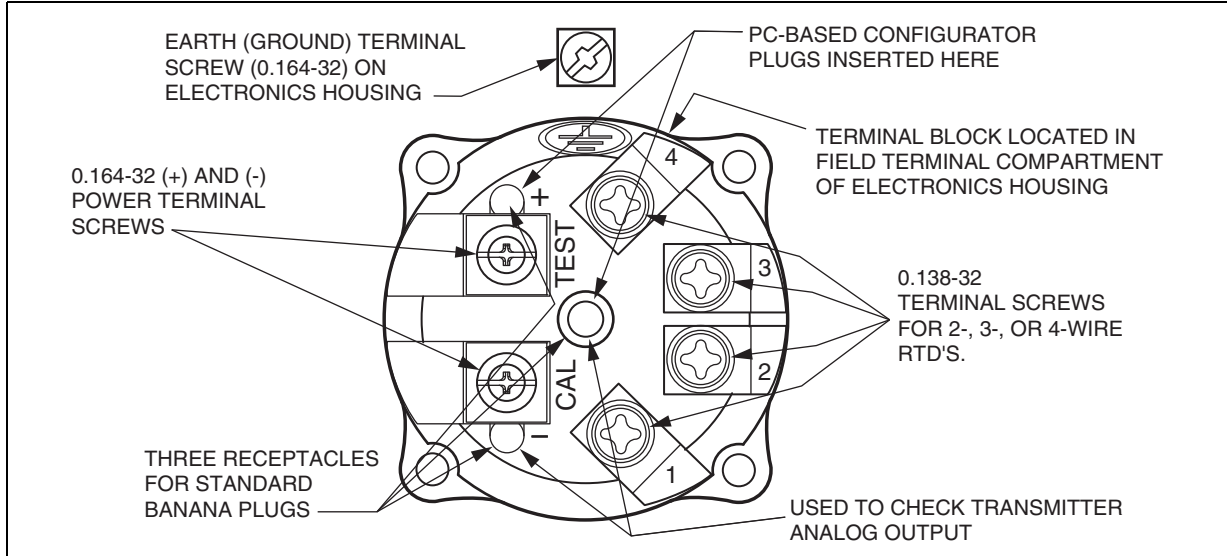 EARTH (GROUND) TERMINAL
SCREW (0.164-32) ON
ELECTRONICS HOUSING
PC-BASED CONFIGURATOR
PLUGS INSERTED HERE
TERMINAL BLOCK LOCATED IN
FIELD TERMINAL COMPARTMENT
OF ELECTRONICS HOUSING
0.164-32 (+) AND (-)
POWER TERMINAL
SCREWS
4
+
TEST
3
0.138-32
TERMINAL SCREWS
FOR 2-, 3-, OR 4-WIRE
RTD'S.
2
CAL
–
1
THREE RECEPTACLES
FOR STANDARD
BANANA PLUGS
USED TO CHECK TRANSMITTER
ANALOG OUTPUT